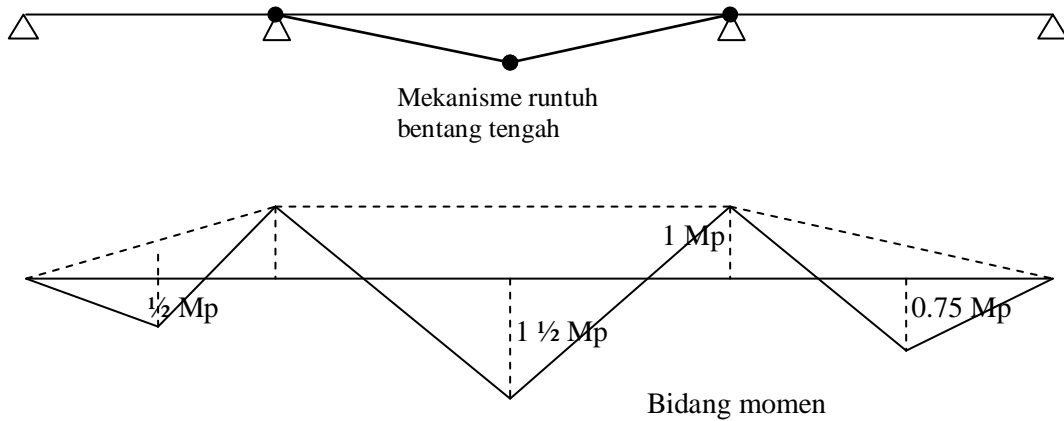 Mekanisme runtuh
bentang tengah
1 Mp
½ Mp
1 ½ Mp
0.75 Mp
Bidang momen